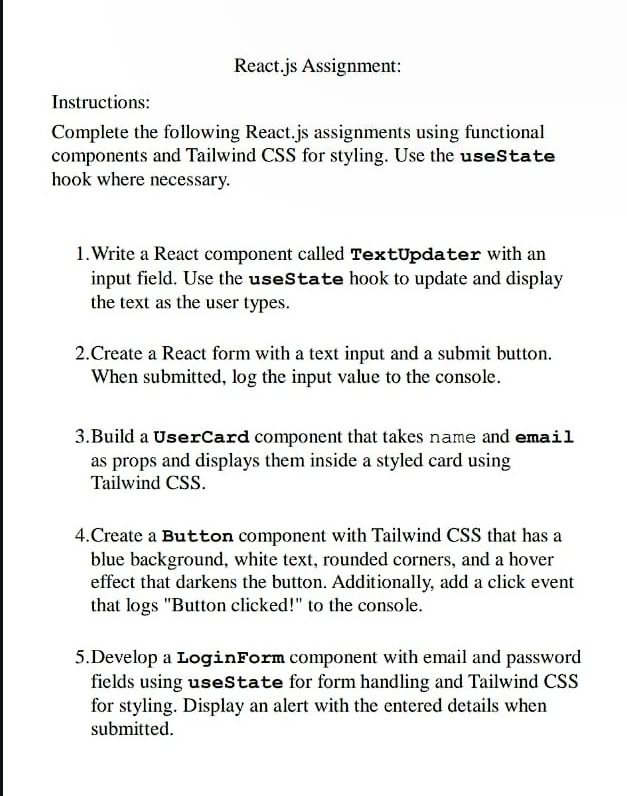 React.js Assignment:
Instructions:
Complete the following React.js assignments using functional
components and Tailwind CSS for styling. Use the useState
hook where necessary.
1.Write a React component called TextUpdater with an
input field. Use the useState hook to update and display
the text as the user types.
2.Create a React form with a text input and a submit button.
When submitted, log the input value to the console.
3.Build a UserCard component that takes name and email
as props and displays them inside a styled card using
Tailwind CSS.
4.Create a Button component with Tailwind CSS that has a
blue background, white text, rounded corners, and a hover
effect that darkens the button. Additionally, add a click event
that logs "Button clicked!" to the console.
5.Develop a LoginForm component with email and password
fields using useState for form handling and Tailwind CSS
for styling. Display an alert with the entered details when
submitted.